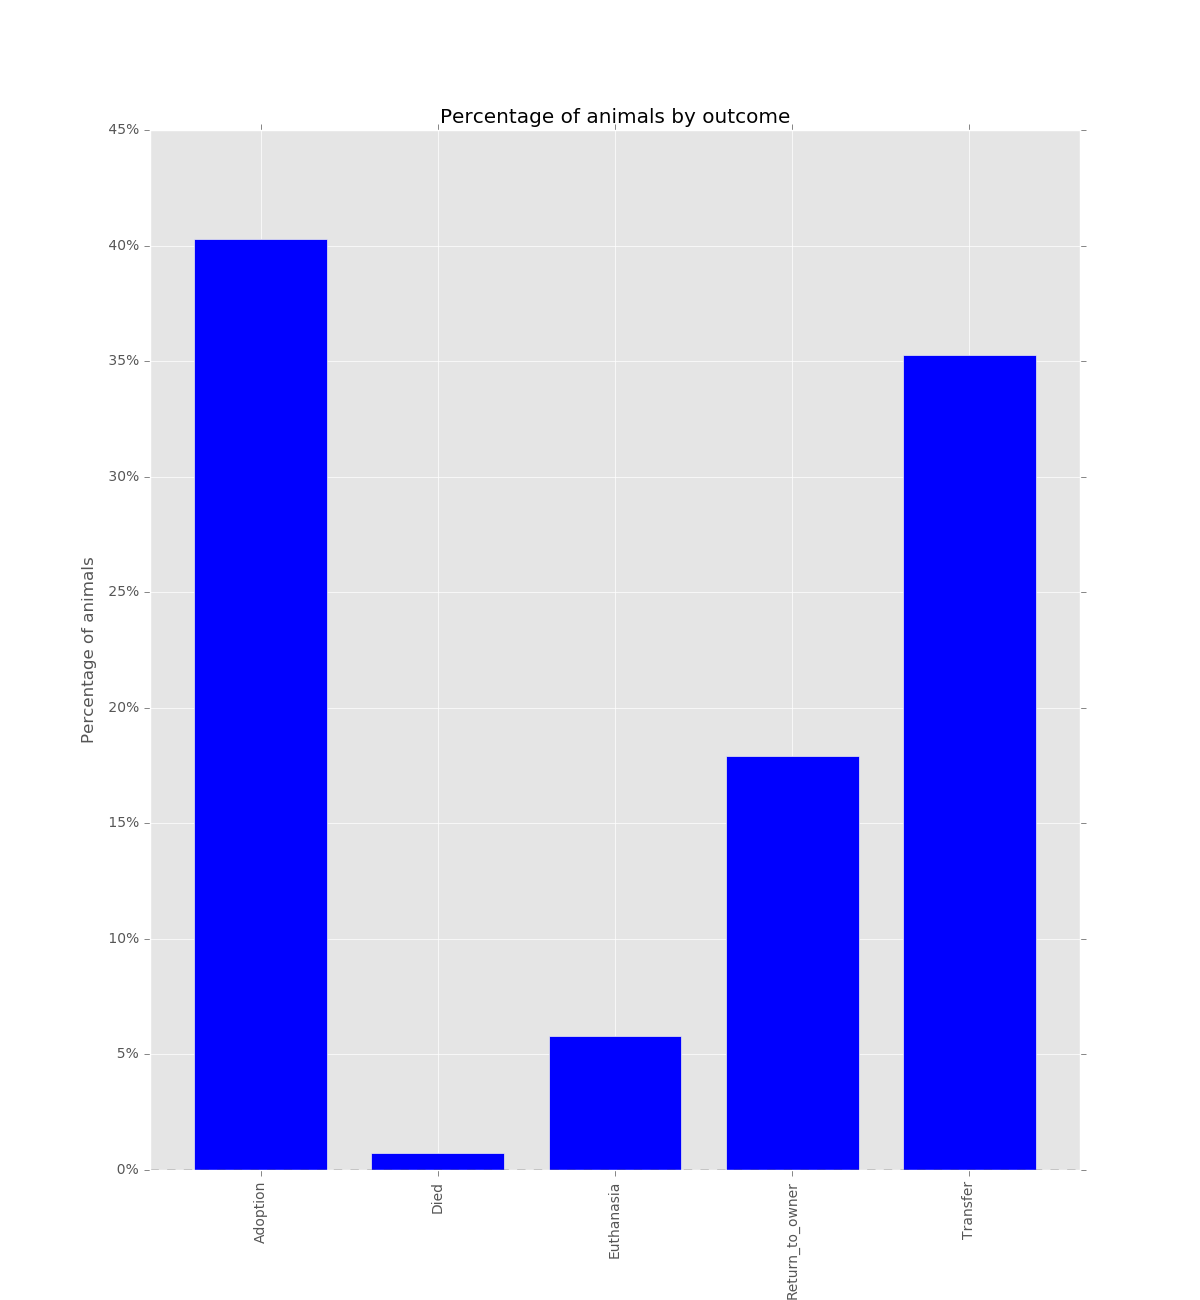 Percentage of animals by outcome
45%
40%
35%
30%
25%
20%
15%
10%
5%
0%
Percentage of animals
Adoption
Died
Euthanasia
Return_to_owner
Transfer